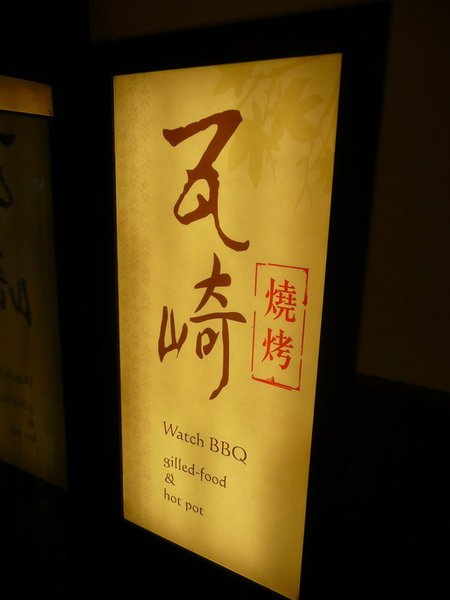 瓦崎
燒烤
Watch BBQ
gilled-food
&
hot pot